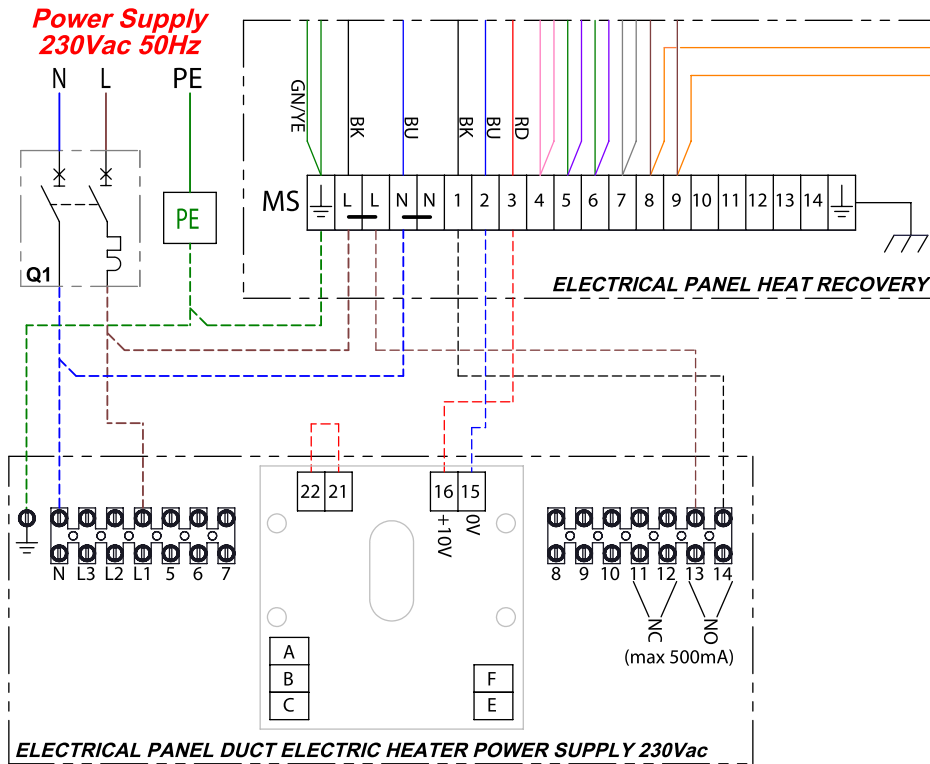 Power Supply
230Vac 50Hz
N L PE
GN/YE BK BU BK BU RD
MS L L N N 1 2 3 4 5 6 7 8 9 10 11 12 13 14
PE
Q1
ELECTRICAL PANEL HEAT RECOVERY
22 21 16 15
+10V 0V
N L3 L2 L1 5 6 7
8 9 10 11 12 13 14
NC NO
(max 500mA)
A
B
C
F
E
ELECTRICAL PANEL DUCT ELECTRIC HEATER POWER SUPPLY 230Vac